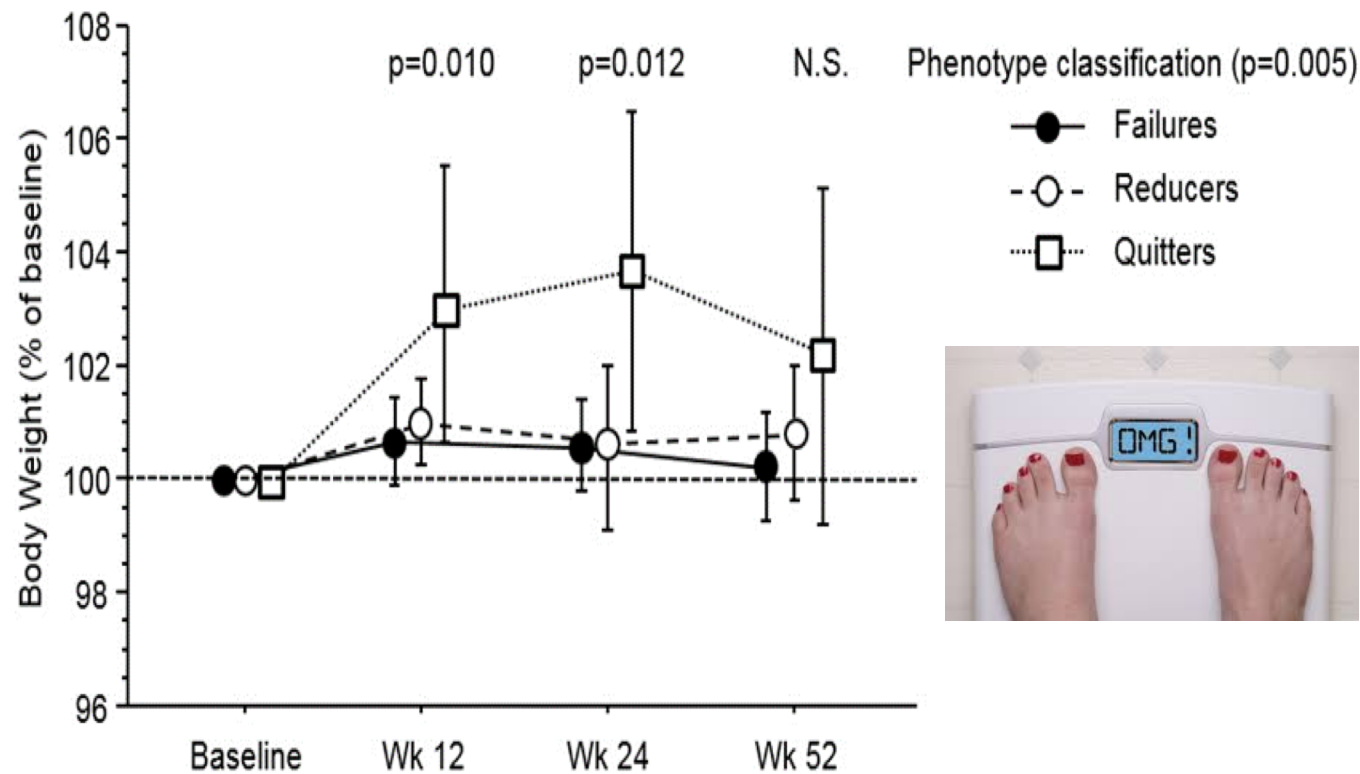 108
106
104
102
100
98
96
Body Weight (% of baseline)
p=0.010
p=0.012
N.S.
Phenotype classification (p=0.005)
Failures
Reducers
Quitters
OMG!
Baseline
Wk 12
Wk 24
Wk 52